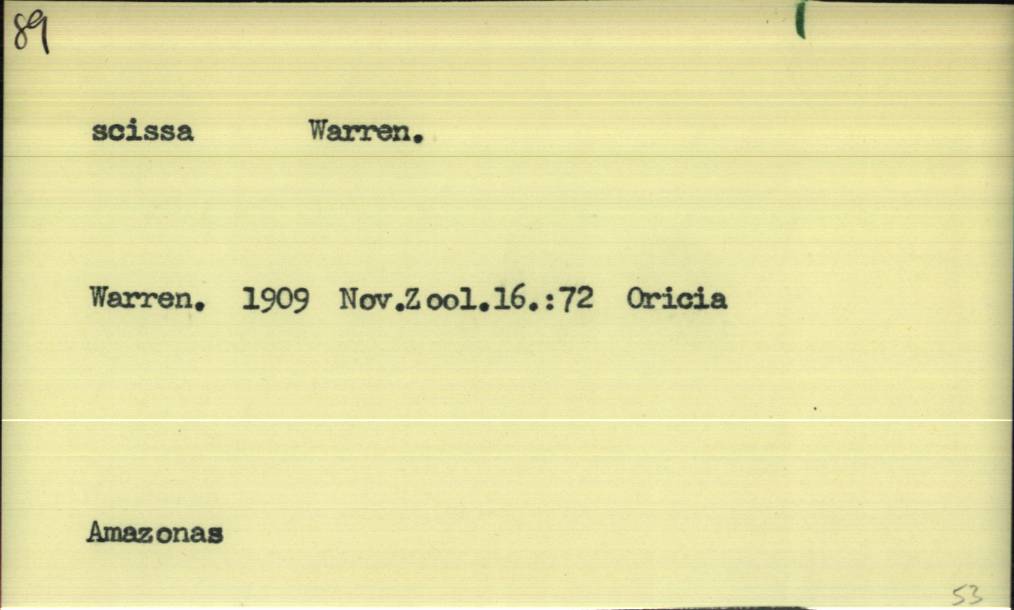 89
scissa Warren.
Warren. 1909 Nov.Zool.16.:72 Oricia
Amazonas
53